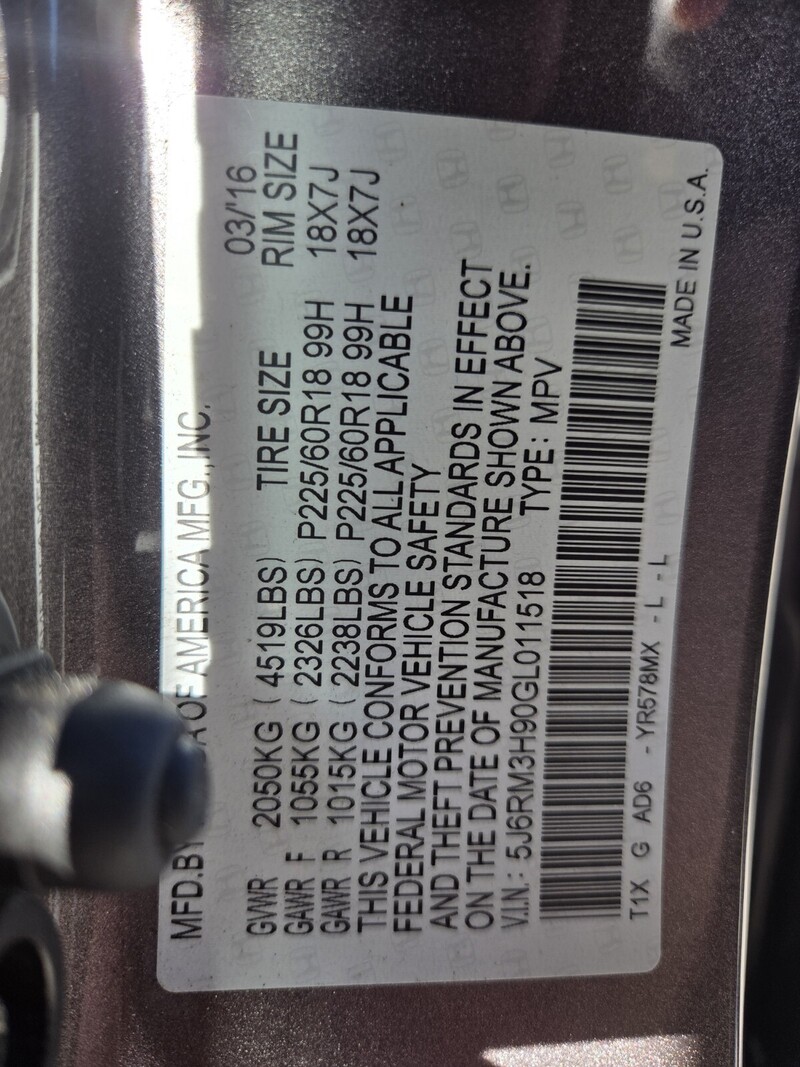 MFD.BY A OF AMERICA MFG.,INC. 03/'16
GVWR 2050KG ( 4519LBS) TIRE SIZE RIM SIZE
GAWR F 1055KG ( 2326LBS) P225/60R18 99H 18X7J
GAWR R 1015KG ( 2238LBS) P225/60R18 99H 18X7J
THIS VEHICLE CONFORMS TO ALL APPLICABLE
FEDERAL MOTOR VEHICLE SAFETY
AND THEFT PREVENTION STANDARDS IN EFFECT
ON THE DATE OF MANUFACTURE SHOWN ABOVE.
V.I.N.: 5J6RM3H90GL011518 TYPE: MPV
T1X G AD6 -YR578MX -L -L MADE IN U.S.A.